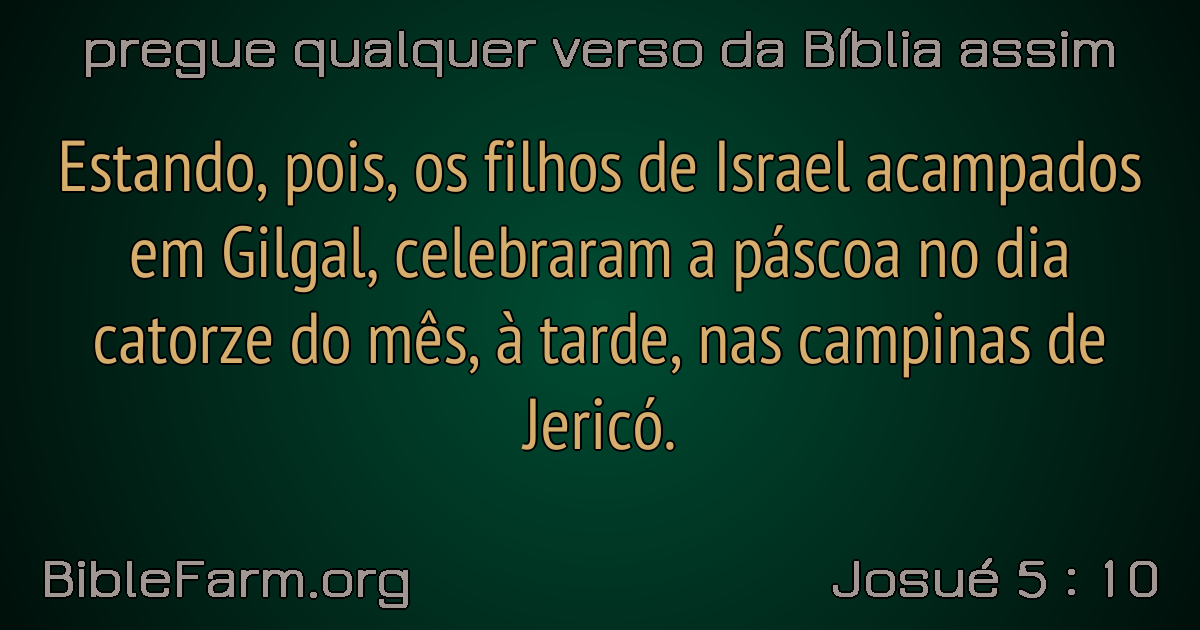 pregue qualquer verso da Bíblia assim
Estando, pois, os filhos de Israel acampados
em Gilgal, celebraram a páscoa no dia
catorze do mês, à tarde, nas campinas de
Jericó.
BibleFarm.org
Josué 5 : 10